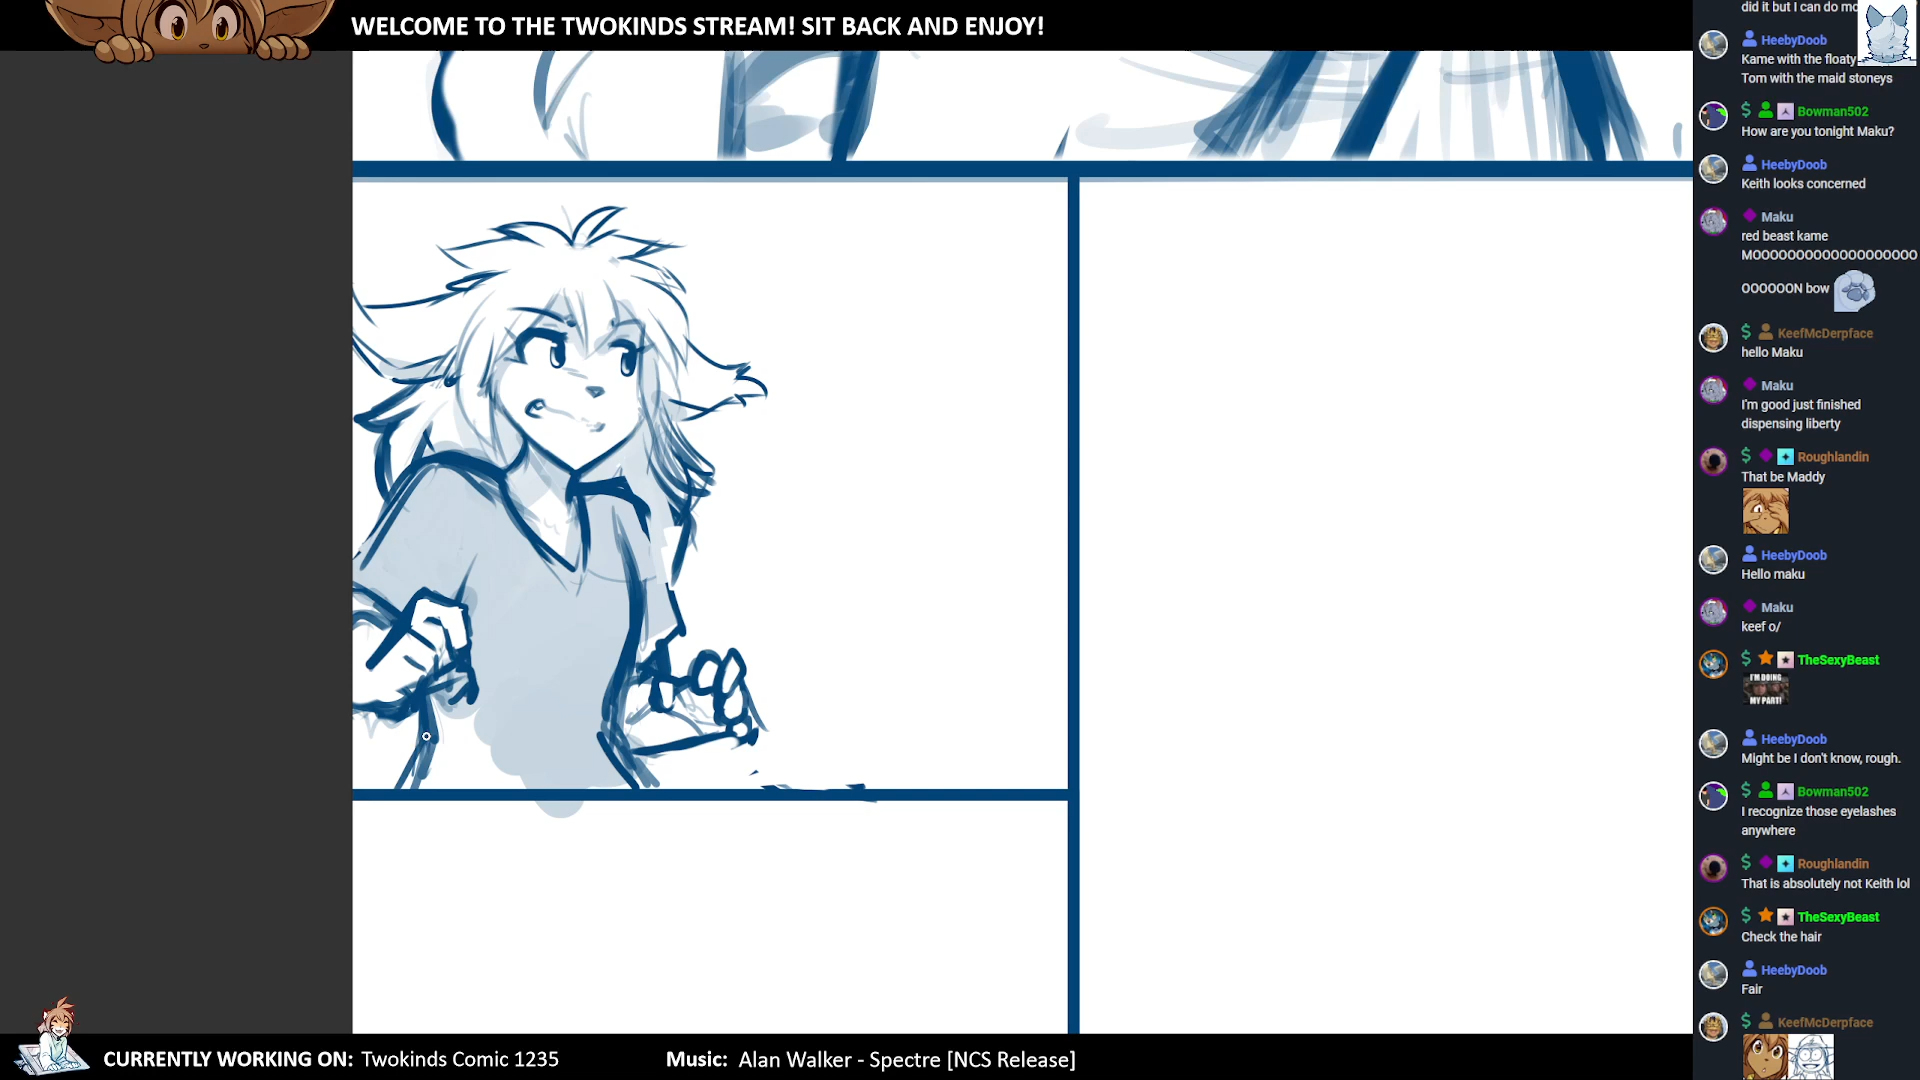 WELCOME TO THE TWOKINDS STREAM! SIT BACK AND ENJOY!
did it but I can do
HeebyDoob
Kame with the floaty
Tom with the maid stoneys
Bowman502
How are you tonight Maku?
HeebyDoob
Keith looks concerned
Maku
red beast kame
MOOOOOOOOOOOOOOOOOOO
OOOOOON bow
KeefMcDerpface
hello Maku
Maku
I'm good just finished
dispensing liberty
Roughlandin
That be Maddy
HeebyDoob
Hello maku
Maku
keef o/
TheSexyBeast
I'M DOING
MY PART!
HeebyDoob
Might be I don't know, rough.
Bowman502
I recognize those eyelashes
anywhere
Roughlandin
That is absolutely not Keith lol
TheSexyBeast
Check the hair
HeebyDoob
Fair
KeefMcDerpface
CURRENTLY WORKING ON: Twokinds Comic 1235
Music: Alan Walker - Spectre [NCS Release]